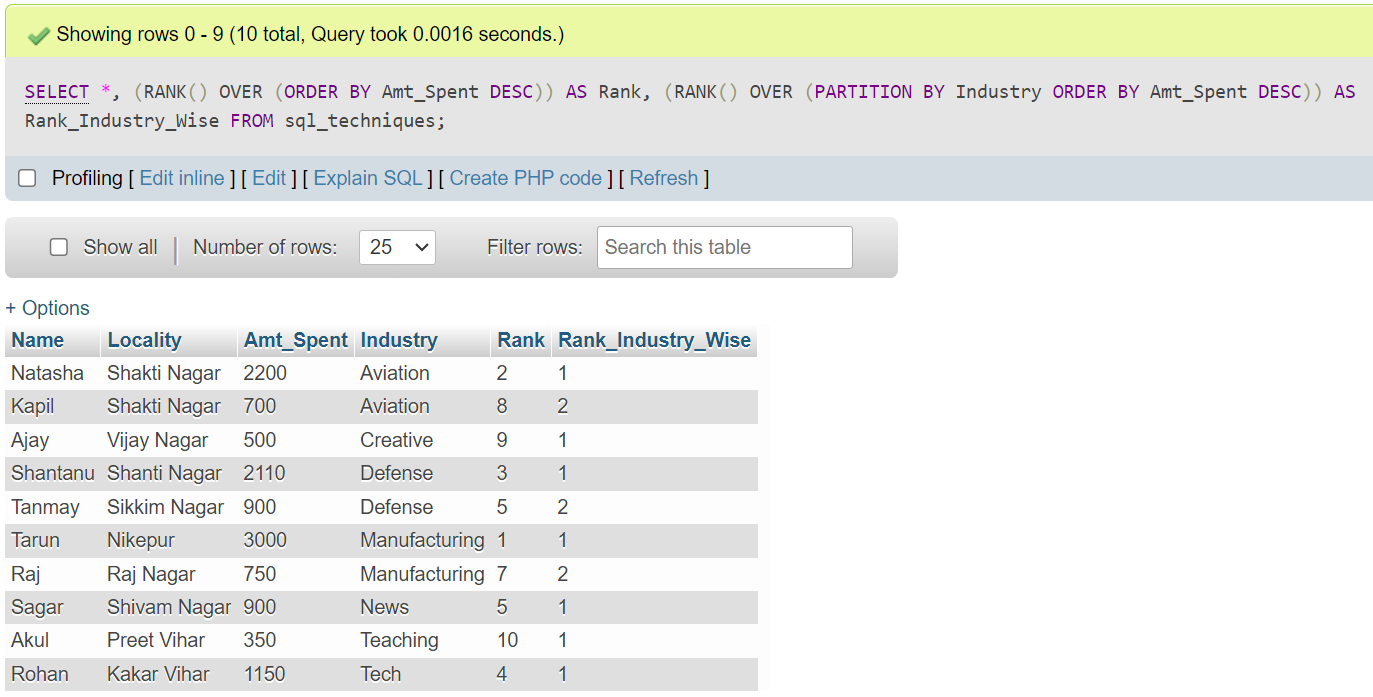 Showing rows 0 - 9 (10 total, Query took 0.0016 seconds.)
SELECT *, (RANK() OVER (ORDER BY Amt_Spent DESC)) AS Rank, (RANK() OVER (PARTITION BY Industry ORDER BY Amt_Spent DESC)) AS
Rank_Industry_Wise FROM sql_techniques;
Profiling [ Edit inline ] [ Edit ] [ Explain SQL ] [ Create PHP code ] [ Refresh ]
Show all | Number of rows: 25 Filter rows: Search this table
+ Options
Name Locality Amt_Spent Industry Rank Rank_Industry_Wise
Natasha Shakti Nagar 2200 Aviation 2 1
Kapil Shakti Nagar 700 Aviation 8 2
Ajay Vijay Nagar 500 Creative 9 1
Shantanu Shanti Nagar 2110 Defense 3 1
Tanmay Sikkim Nagar 900 Defense 5 2
Tarun Nikepur 3000 Manufacturing 1 1
Raj Raj Nagar 750 Manufacturing 7 2
Sagar Shivam Nagar 900 News 5 1
Akul Preet Vihar 350 Teaching 10 1
Rohan Kakar Vihar 1150 Tech 4 1